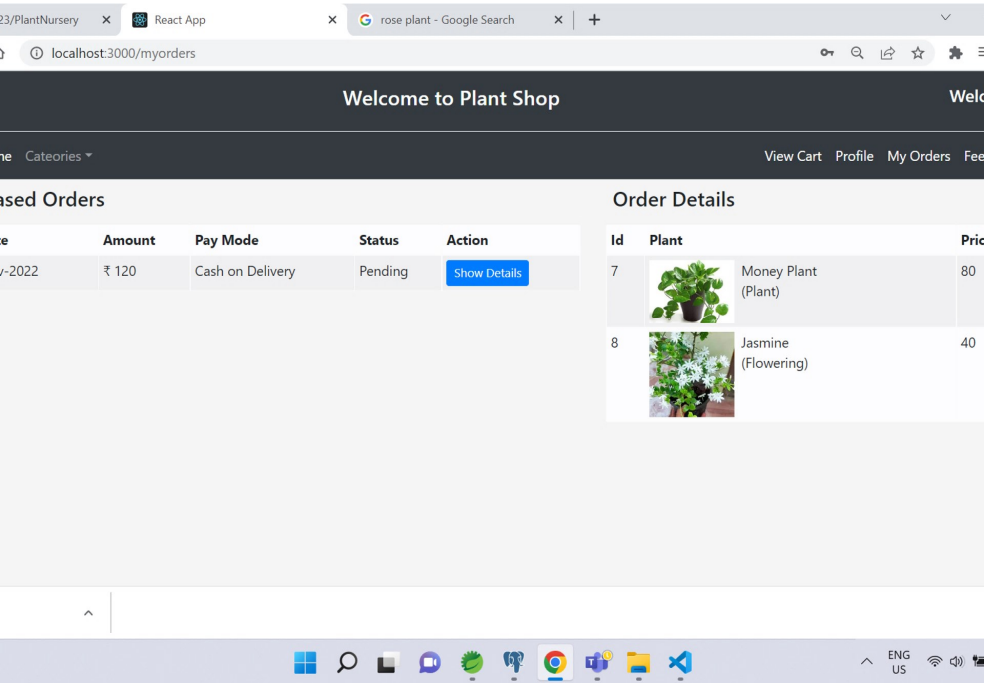 23/PlantNursery
React App
rose plant - Google Search
localhost:3000/myorders
Welcome to Plant Shop
Welc
me Cateories
View Cart Profile My Orders Fee
ased Orders
Order Details
te Amount Pay Mode Status Action
Id Plant Pric
v-2022 ₹ 120 Cash on Delivery Pending Show Details
7 Money Plant 80
(Plant)
8 Jasmine 40
(Flowering)
ENG
US